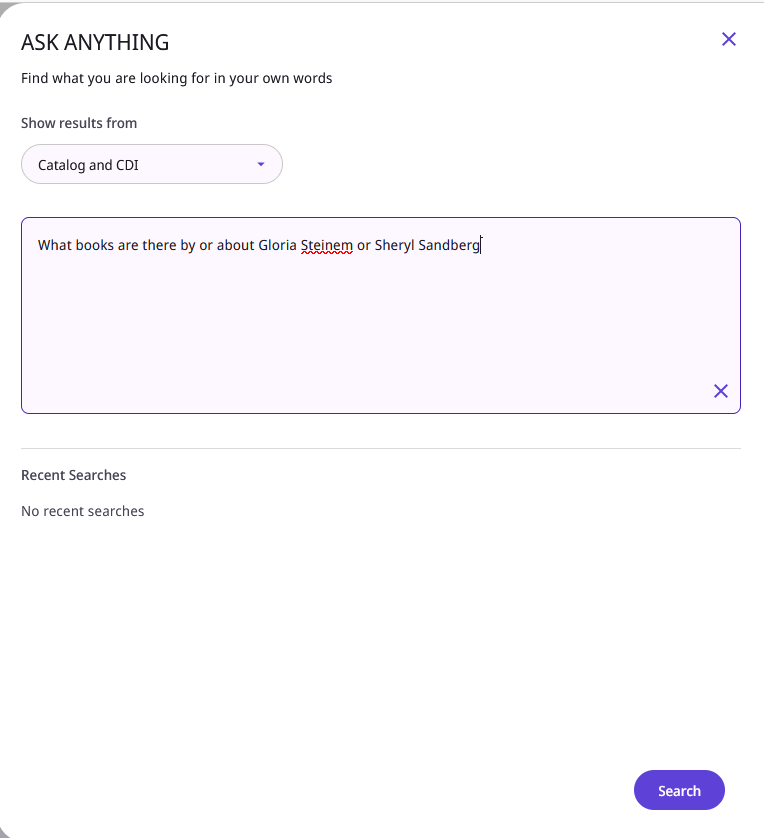 ASK ANYTHING
Find what you are looking for in your own words
Show results from
Catalog and CDI
What books are there by or about Gloria Steinem or Sheryl Sandberg
Recent Searches
No recent searches
Search